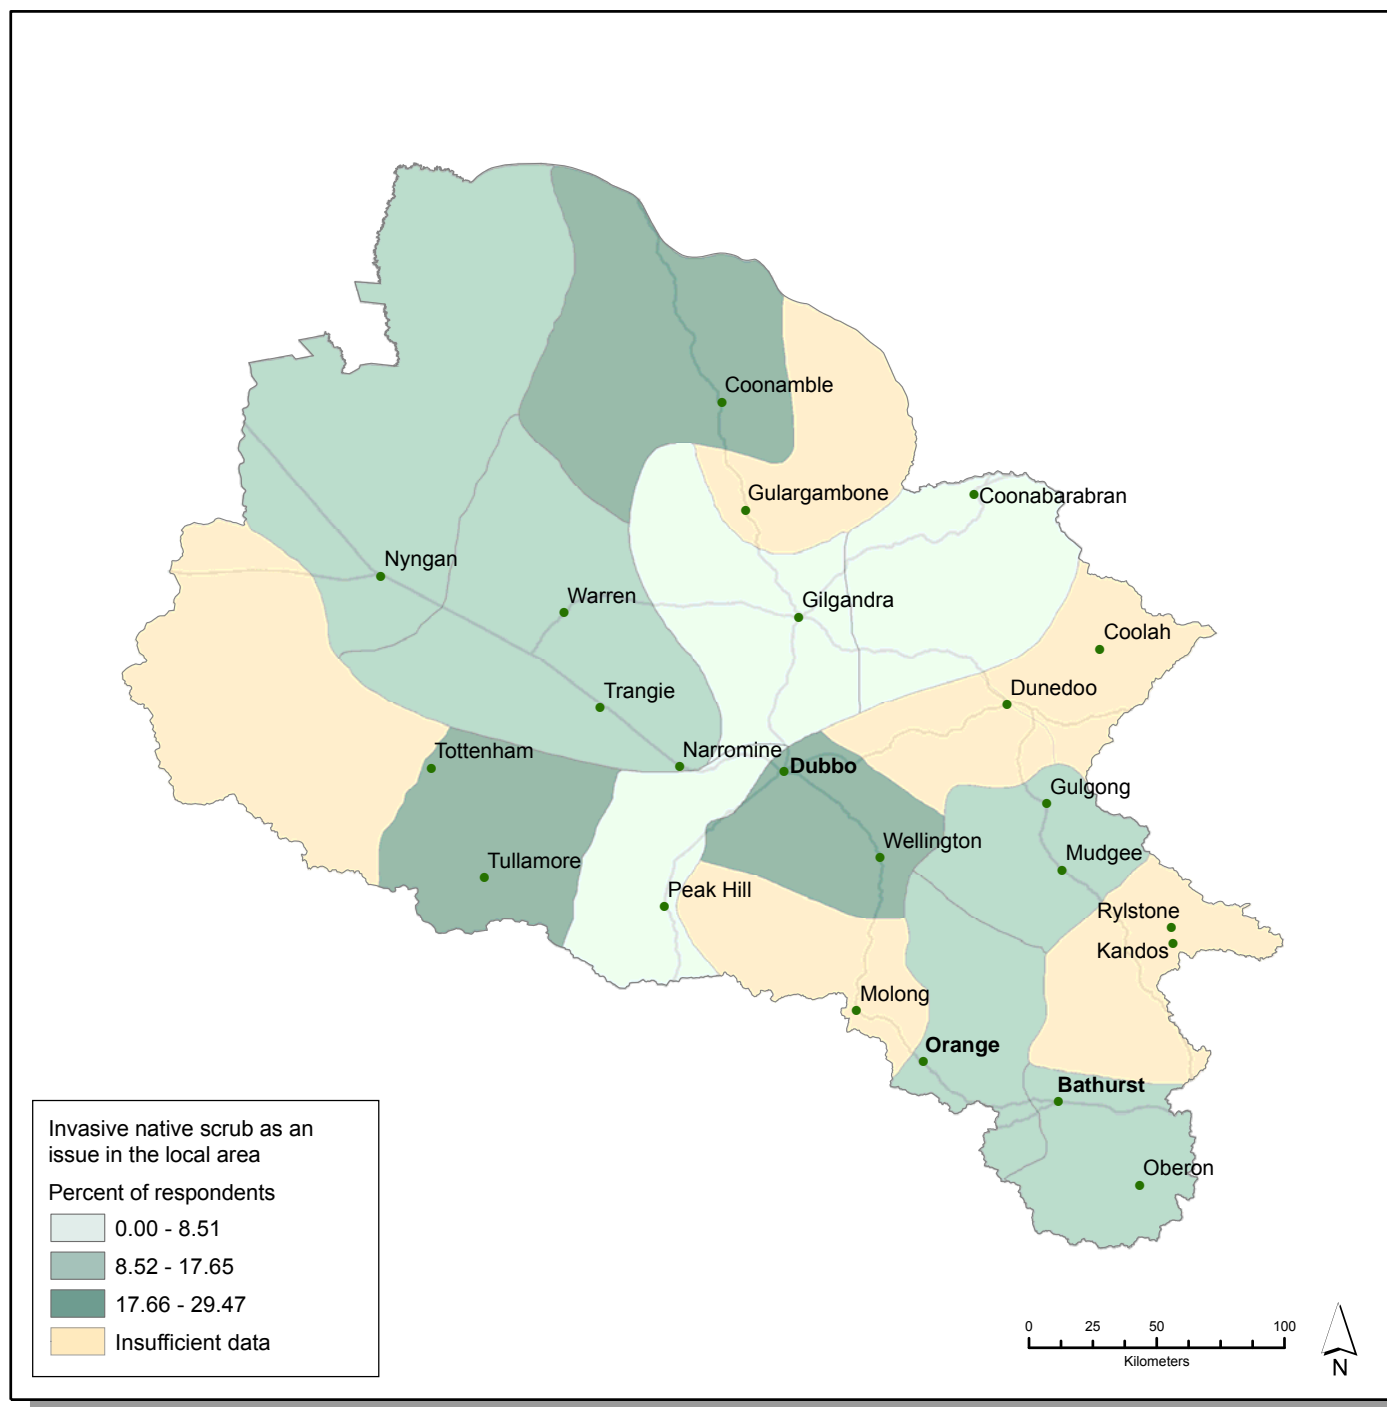 Coonamble
Gulargambone
Coonabarabran
Nyngan
Warren
Gilgandra
Coolah
Trangie
Dunedoo
Tottenham
Narromine
Dubbo
Gulgong
Wellington
Mudgee
Tullamore
Peak Hill
Rylstone
Kandos
Molong
Orange
Bathurst
Oberon
Invasive native scrub as an
issue in the local area
Percent of respondents
0.00 - 8.51
8.52 - 17.65
17.66 - 29.47
Insufficient data
0 25 50 100
Kilometers
N